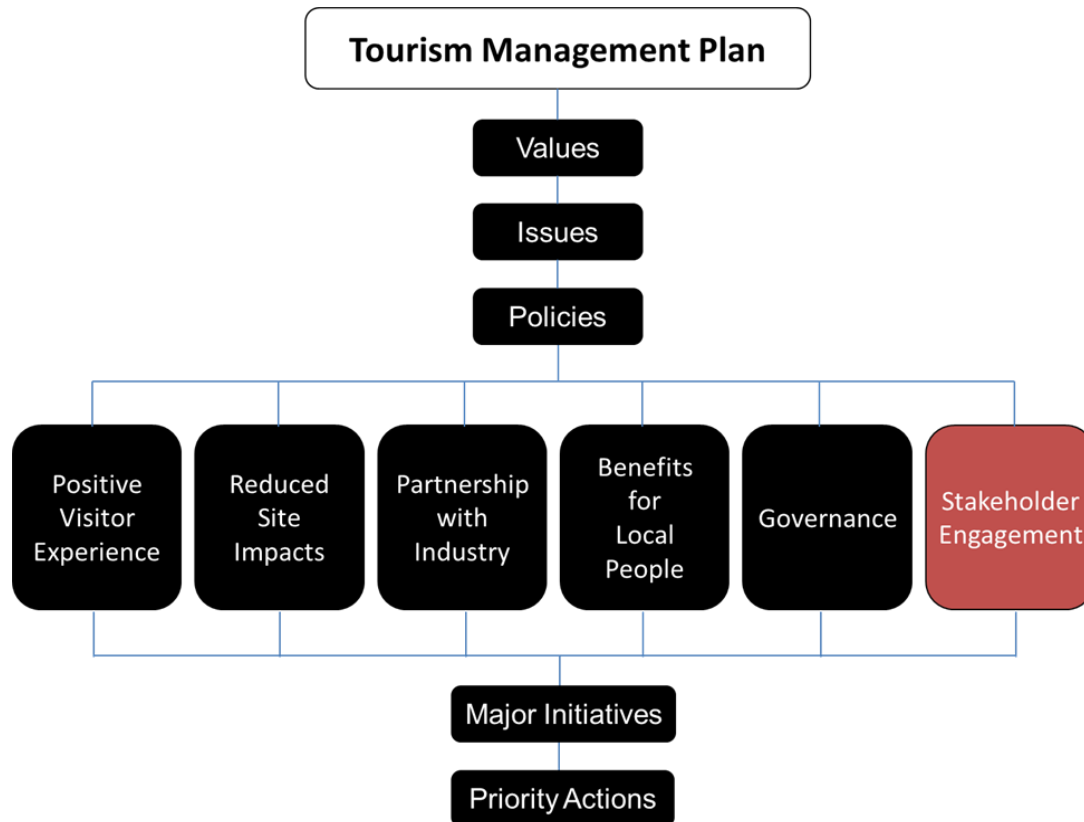 Tourism Management Plan
Values
Issues
Policies
Positive
Visitor
Experience
Reduced
Site
Impacts
Partnership
with
Industry
Benefits
for
Local
People
Governance
Stakeholder
Engagement
Major Initiatives
Priority Actions